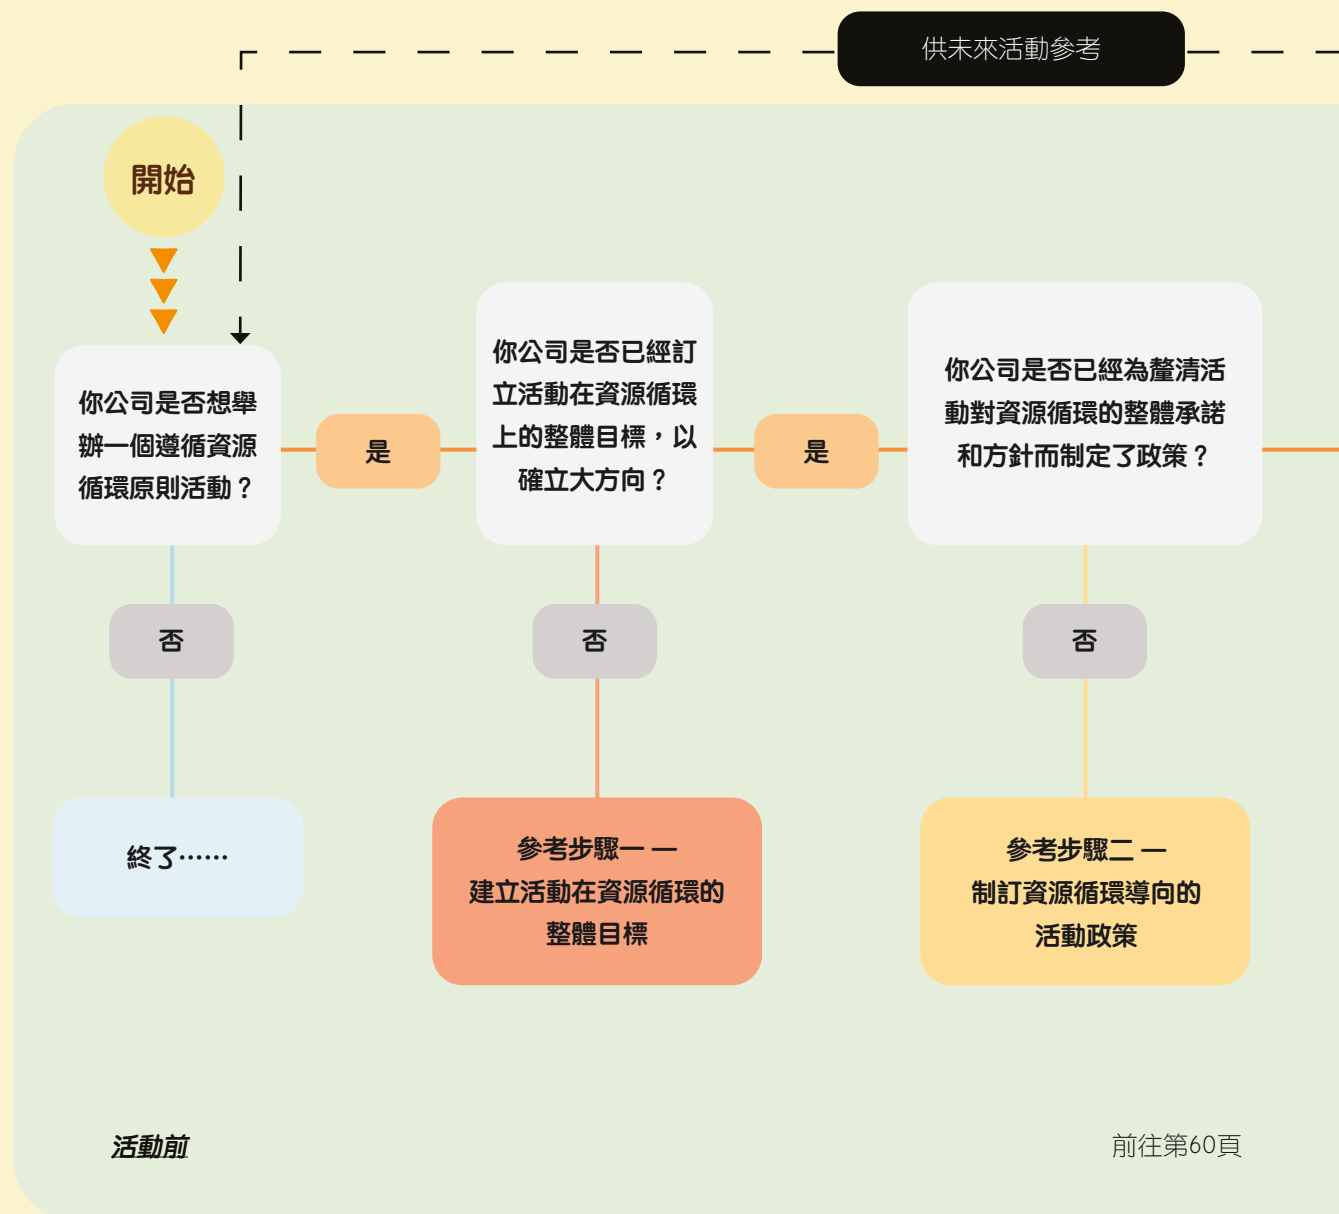 供未來活動參考
開始
你公司是否想舉
辦一個遵循資源
循環原則活動？
是
你公司是否已經訂
立活動在資源循環
上的整體目標，以
確立大方向？
是
你公司是否已經為釐清活
動對資源循環的整體承諾
和方針而制定了政策？
否
否
否
終了……
參考步驟一 —
建立活動在資源循環的
整體目標
參考步驟二 —
制訂資源循環導向的
活動政策
活動前
前往第60頁